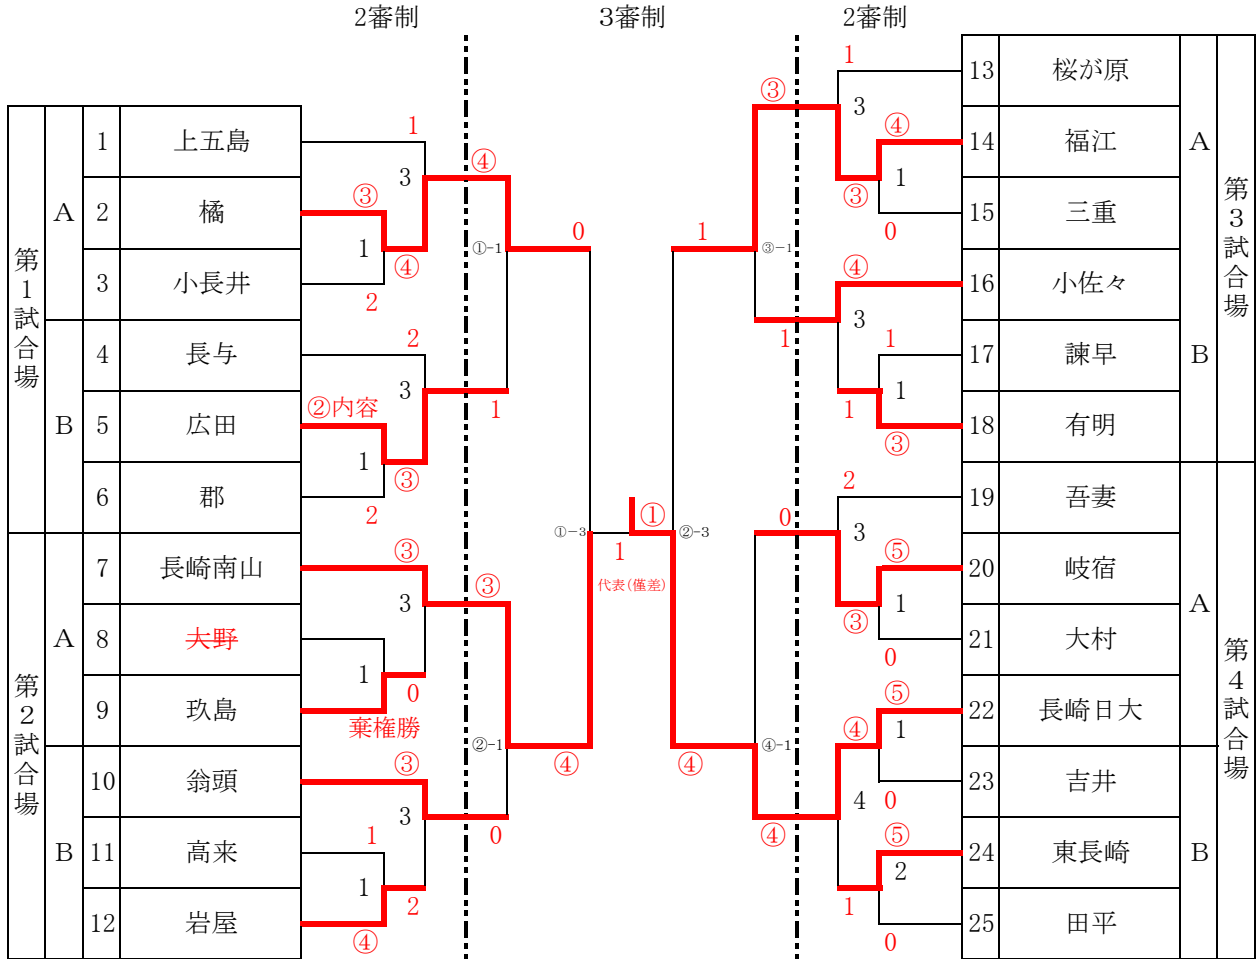 2審制
3審制
2審制
第1試合場
A
B
1 上五島
2 橘
3 小長井
4 長与
5 広田
6 郡
第2試合場
A
B
7 長崎南山
8 大野
9 玖島
10 翁頭
11 高来
12 岩屋
1
3
④
③
1
④
2
2
3
②内容
1
③
2
1
①-1
0
③
3
③
1
0
棄権勝
②-1
③
3
1
1
2
④
0
④
①-3
1
①
代表(僅差)
②-3
1
③
③-1
1
④
④-1
0
④
1
3
④
③
1
0
④
3
1
1
1
③
2
3
⑤
③
1
0
⑤
④
1
4
0
⑤
2
1
0
13 桜が原
14 福江
15 三重
16 小佐々
17 諫早
18 有明
A
B
第3試合場
19 吾妻
20 岐宿
21 大村
22 長崎日大
23 吉井
24 東長崎
25 田平
A
B
第4試合場